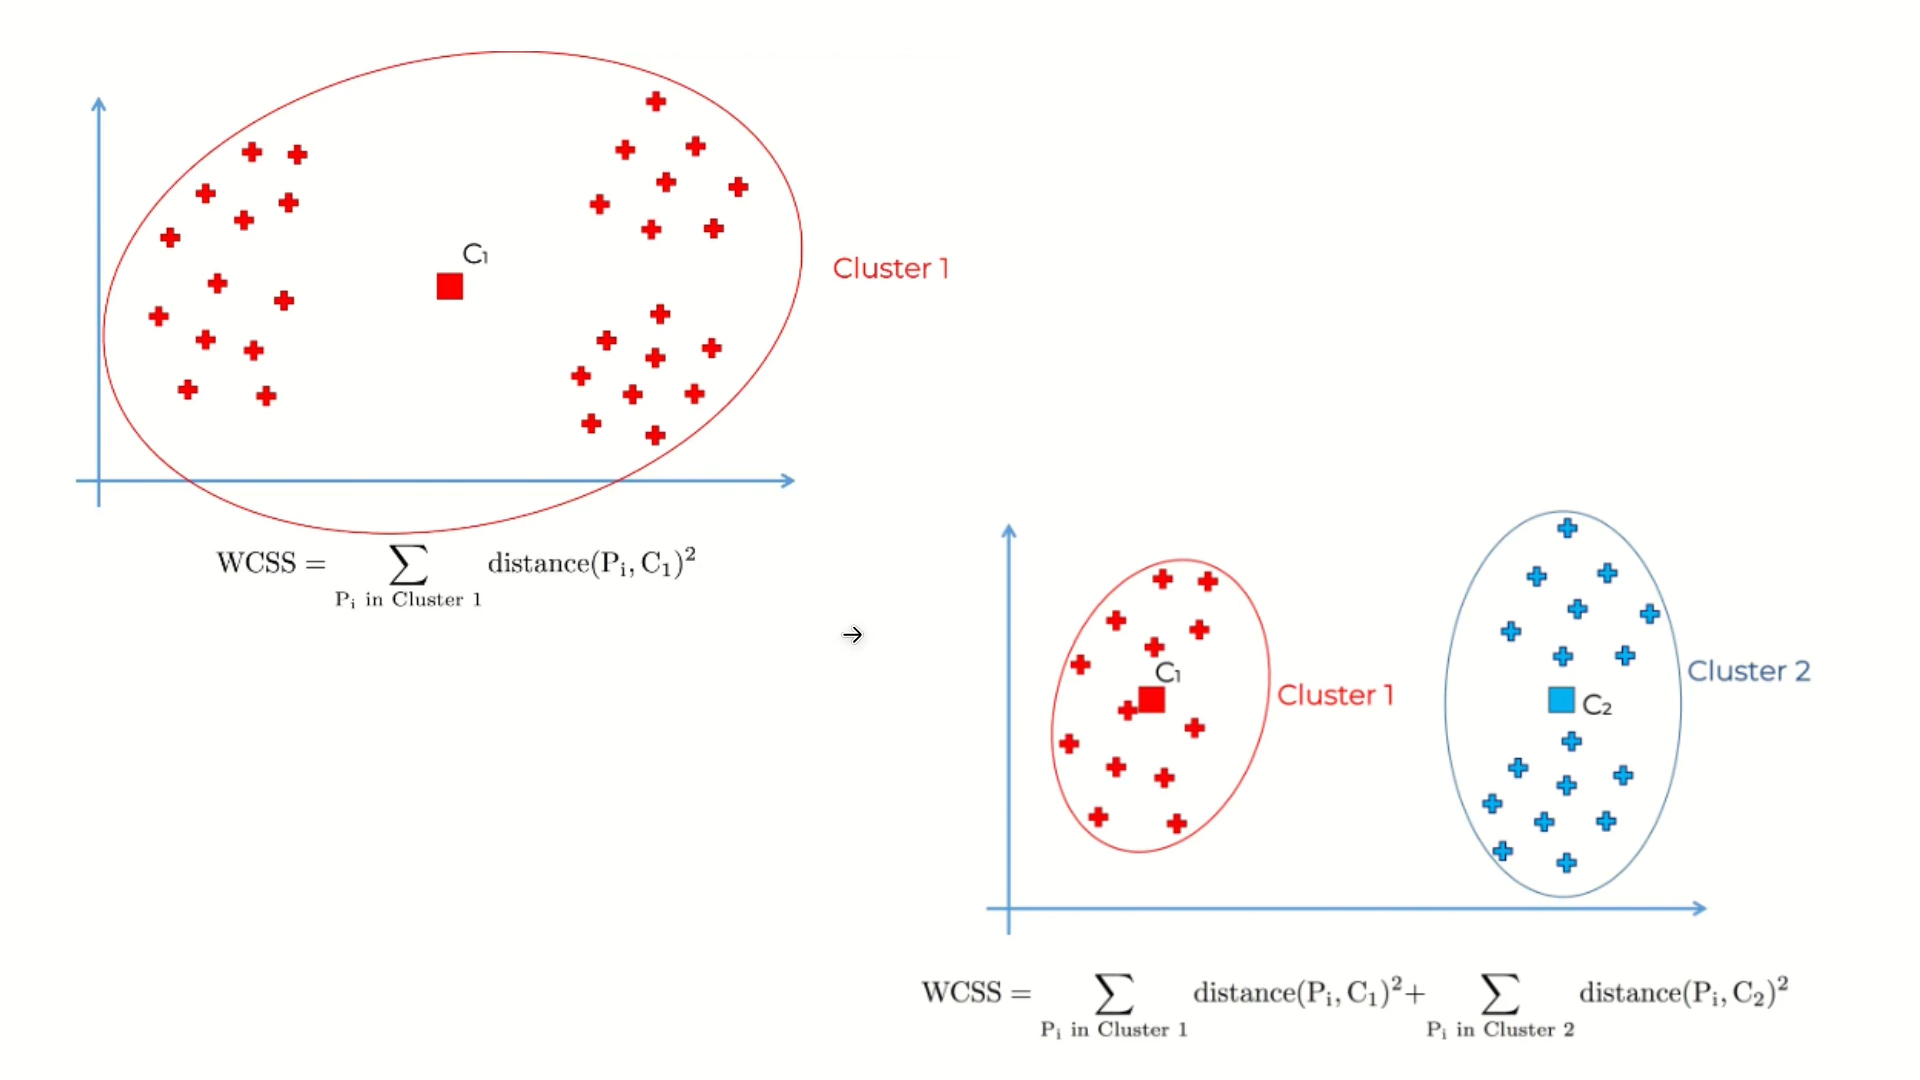 C₁
Cluster 1
WCSS = ∑ distance(Pᵢ, C₁)²
Pᵢ in Cluster 1
→
C₁
Cluster 1
Cluster 2
C₂
WCSS = ∑ distance(Pᵢ, C₁)² + ∑ distance(Pᵢ, C₂)²
Pᵢ in Cluster 1 Pᵢ in Cluster 2